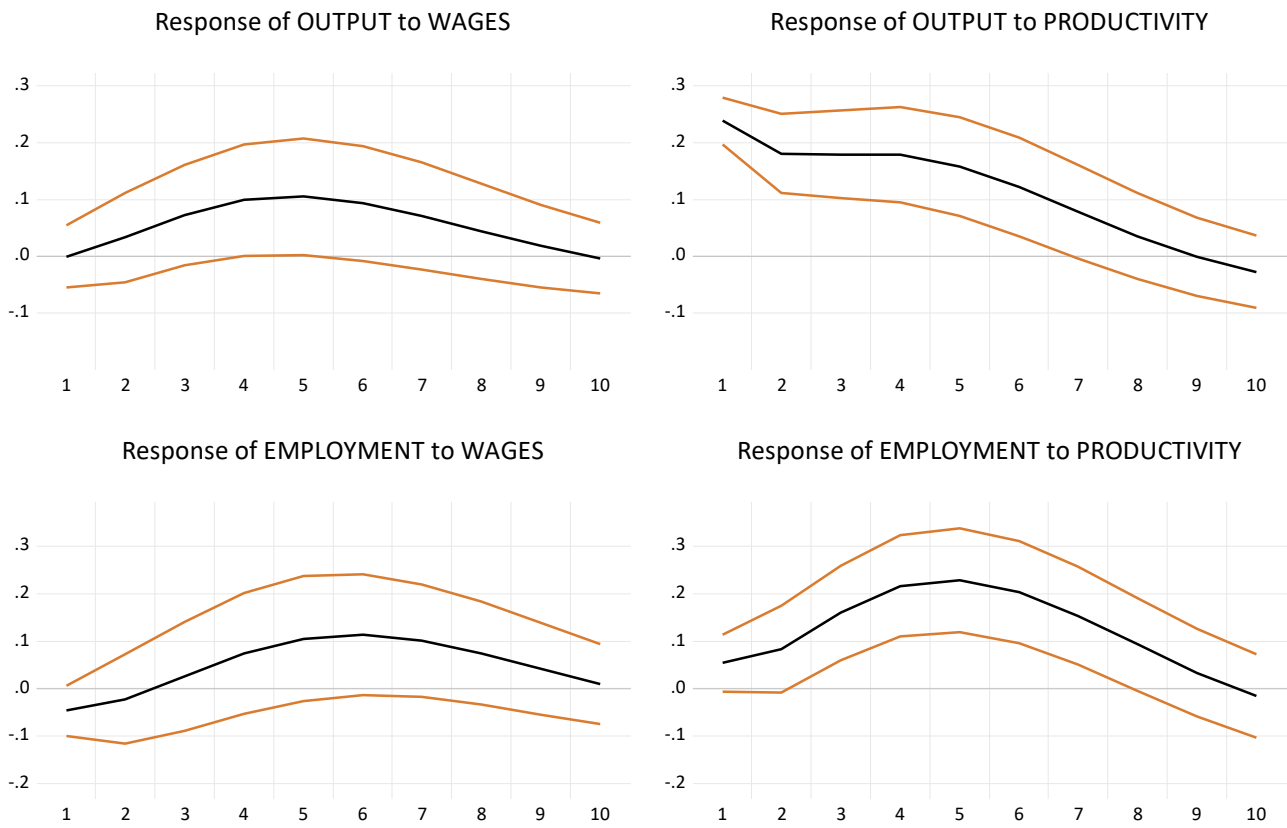 Response of OUTPUT to WAGES
.3
.2
.1
.0
-.1
1 2 3 4 5 6 7 8 9 10
Response of OUTPUT to PRODUCTIVITY
.3
.2
.1
.0
-.1
1 2 3 4 5 6 7 8 9 10
Response of EMPLOYMENT to WAGES
.3
.2
.1
.0
-.1
-.2
1 2 3 4 5 6 7 8 9 10
Response of EMPLOYMENT to PRODUCTIVITY
.3
.2
.1
.0
-.1
-.2
1 2 3 4 5 6 7 8 9 10